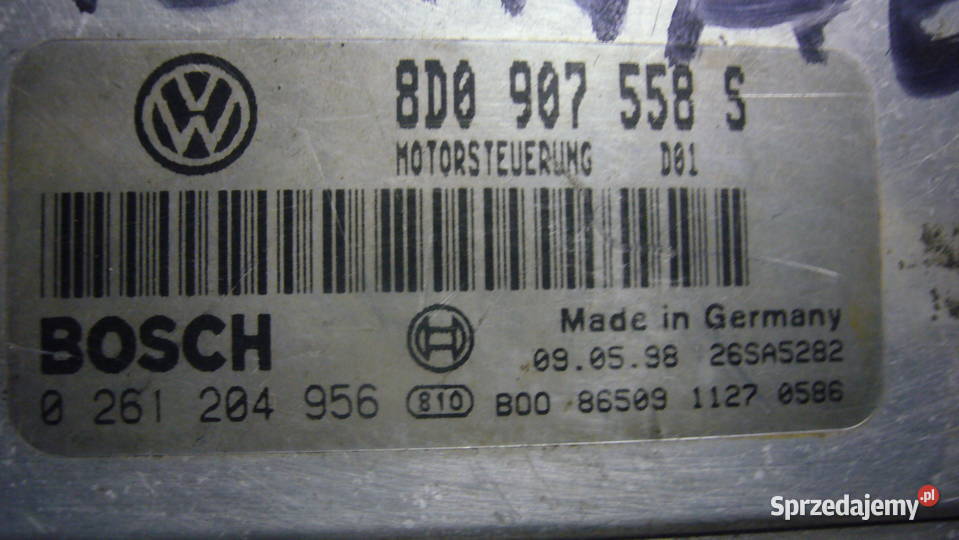 8D0 907 558 S
MOTORSTEUERUNG D01
BOSCH
Made in Germany
09.05.98 26SA5282
0 261 204 956 810 B00 86509 1127 0586
Sprzedajemy.pl